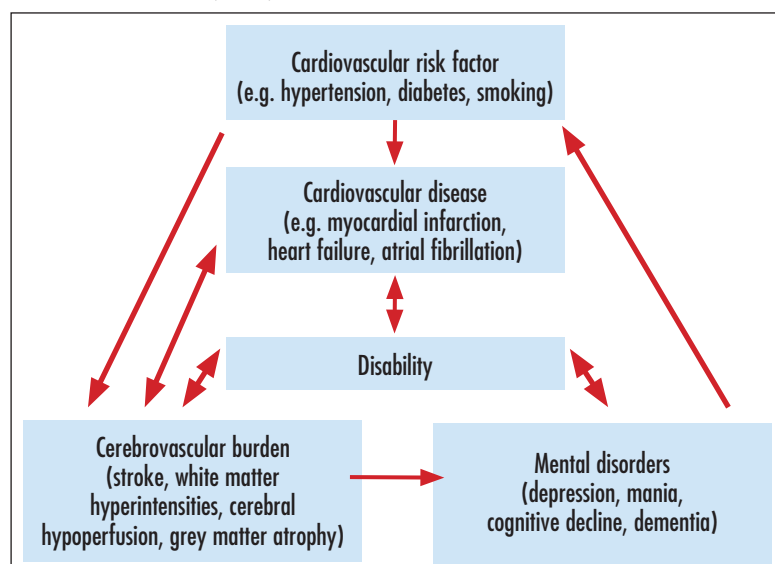 Cardiovascular risk factor
(e.g. hypertension, diabetes, smoking)
Cardiovascular disease
(e.g. myocardial infarction,
heart failure, atrial fibrillation)
Disability
Cerebrovascular burden
(stroke, white matter
hyperintensities, cerebral
hypoperfusion, grey matter atrophy)
Mental disorders
(depression, mania,
cognitive decline, dementia)